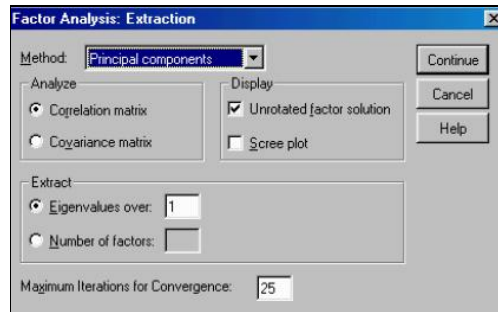 Factor Analysis: Extraction
Method: Principal components
Continue
Analyze
Display
Correlation matrix
Unrotated factor solution
Cancel
Covariance matrix
Scree plot
Help
Extract
Eigenvalues over: 1
Number of factors:
Maximum Iterations for Convergence: 25